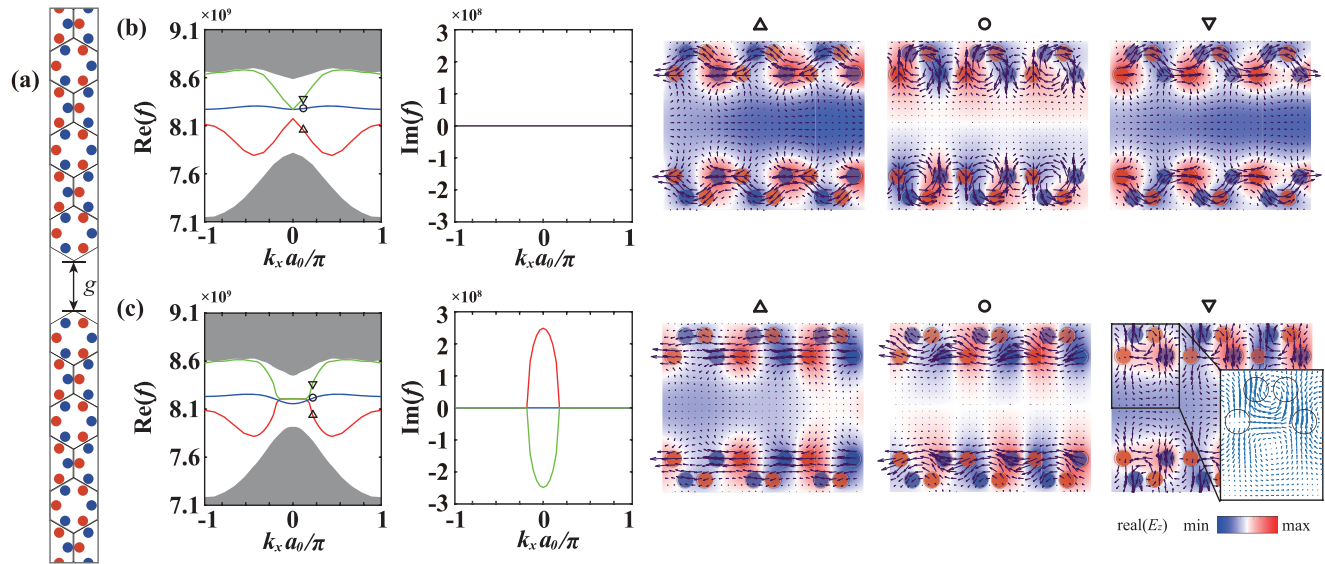 (a)
g
(b)
×10⁹
9.1
8.6
8.1
7.6
7.1
Re(f)
-1 0 1
kₓa₀/π
×10⁸
3
2
1
0
-1
-2
-3
Im(f)
-1 0 1
kₓa₀/π
(c)
×10⁹
9.1
8.6
8.1
7.6
7.1
Re(f)
-1 0 1
kₓa₀/π
×10⁸
3
2
1
0
-1
-2
-3
Im(f)
-1 0 1
kₓa₀/π
real(E_z) min max